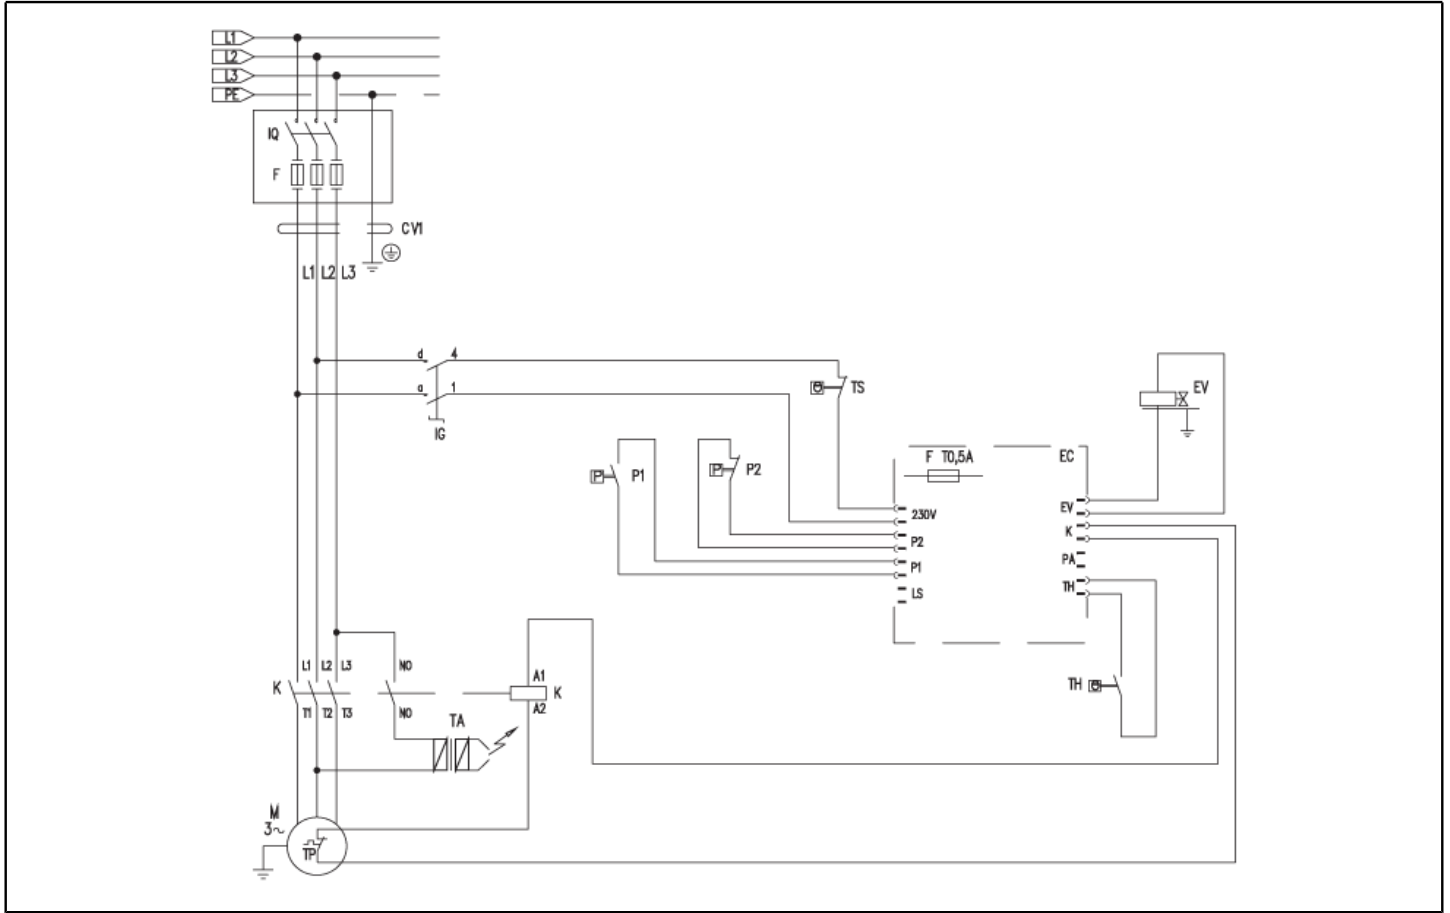 L1
L2
L3
PE
IQ
F
CV1
L1 L2 L3
d 4
a 1
IG
TS
EV
P P1
P P2
F T0,5A EC
230V
P2
P1
LS
EV
K
PA
TH
L1 L2 L3 NO
K
T1 T2 T3 NO
A1
K
A2
TA
TH
M
3~
TP